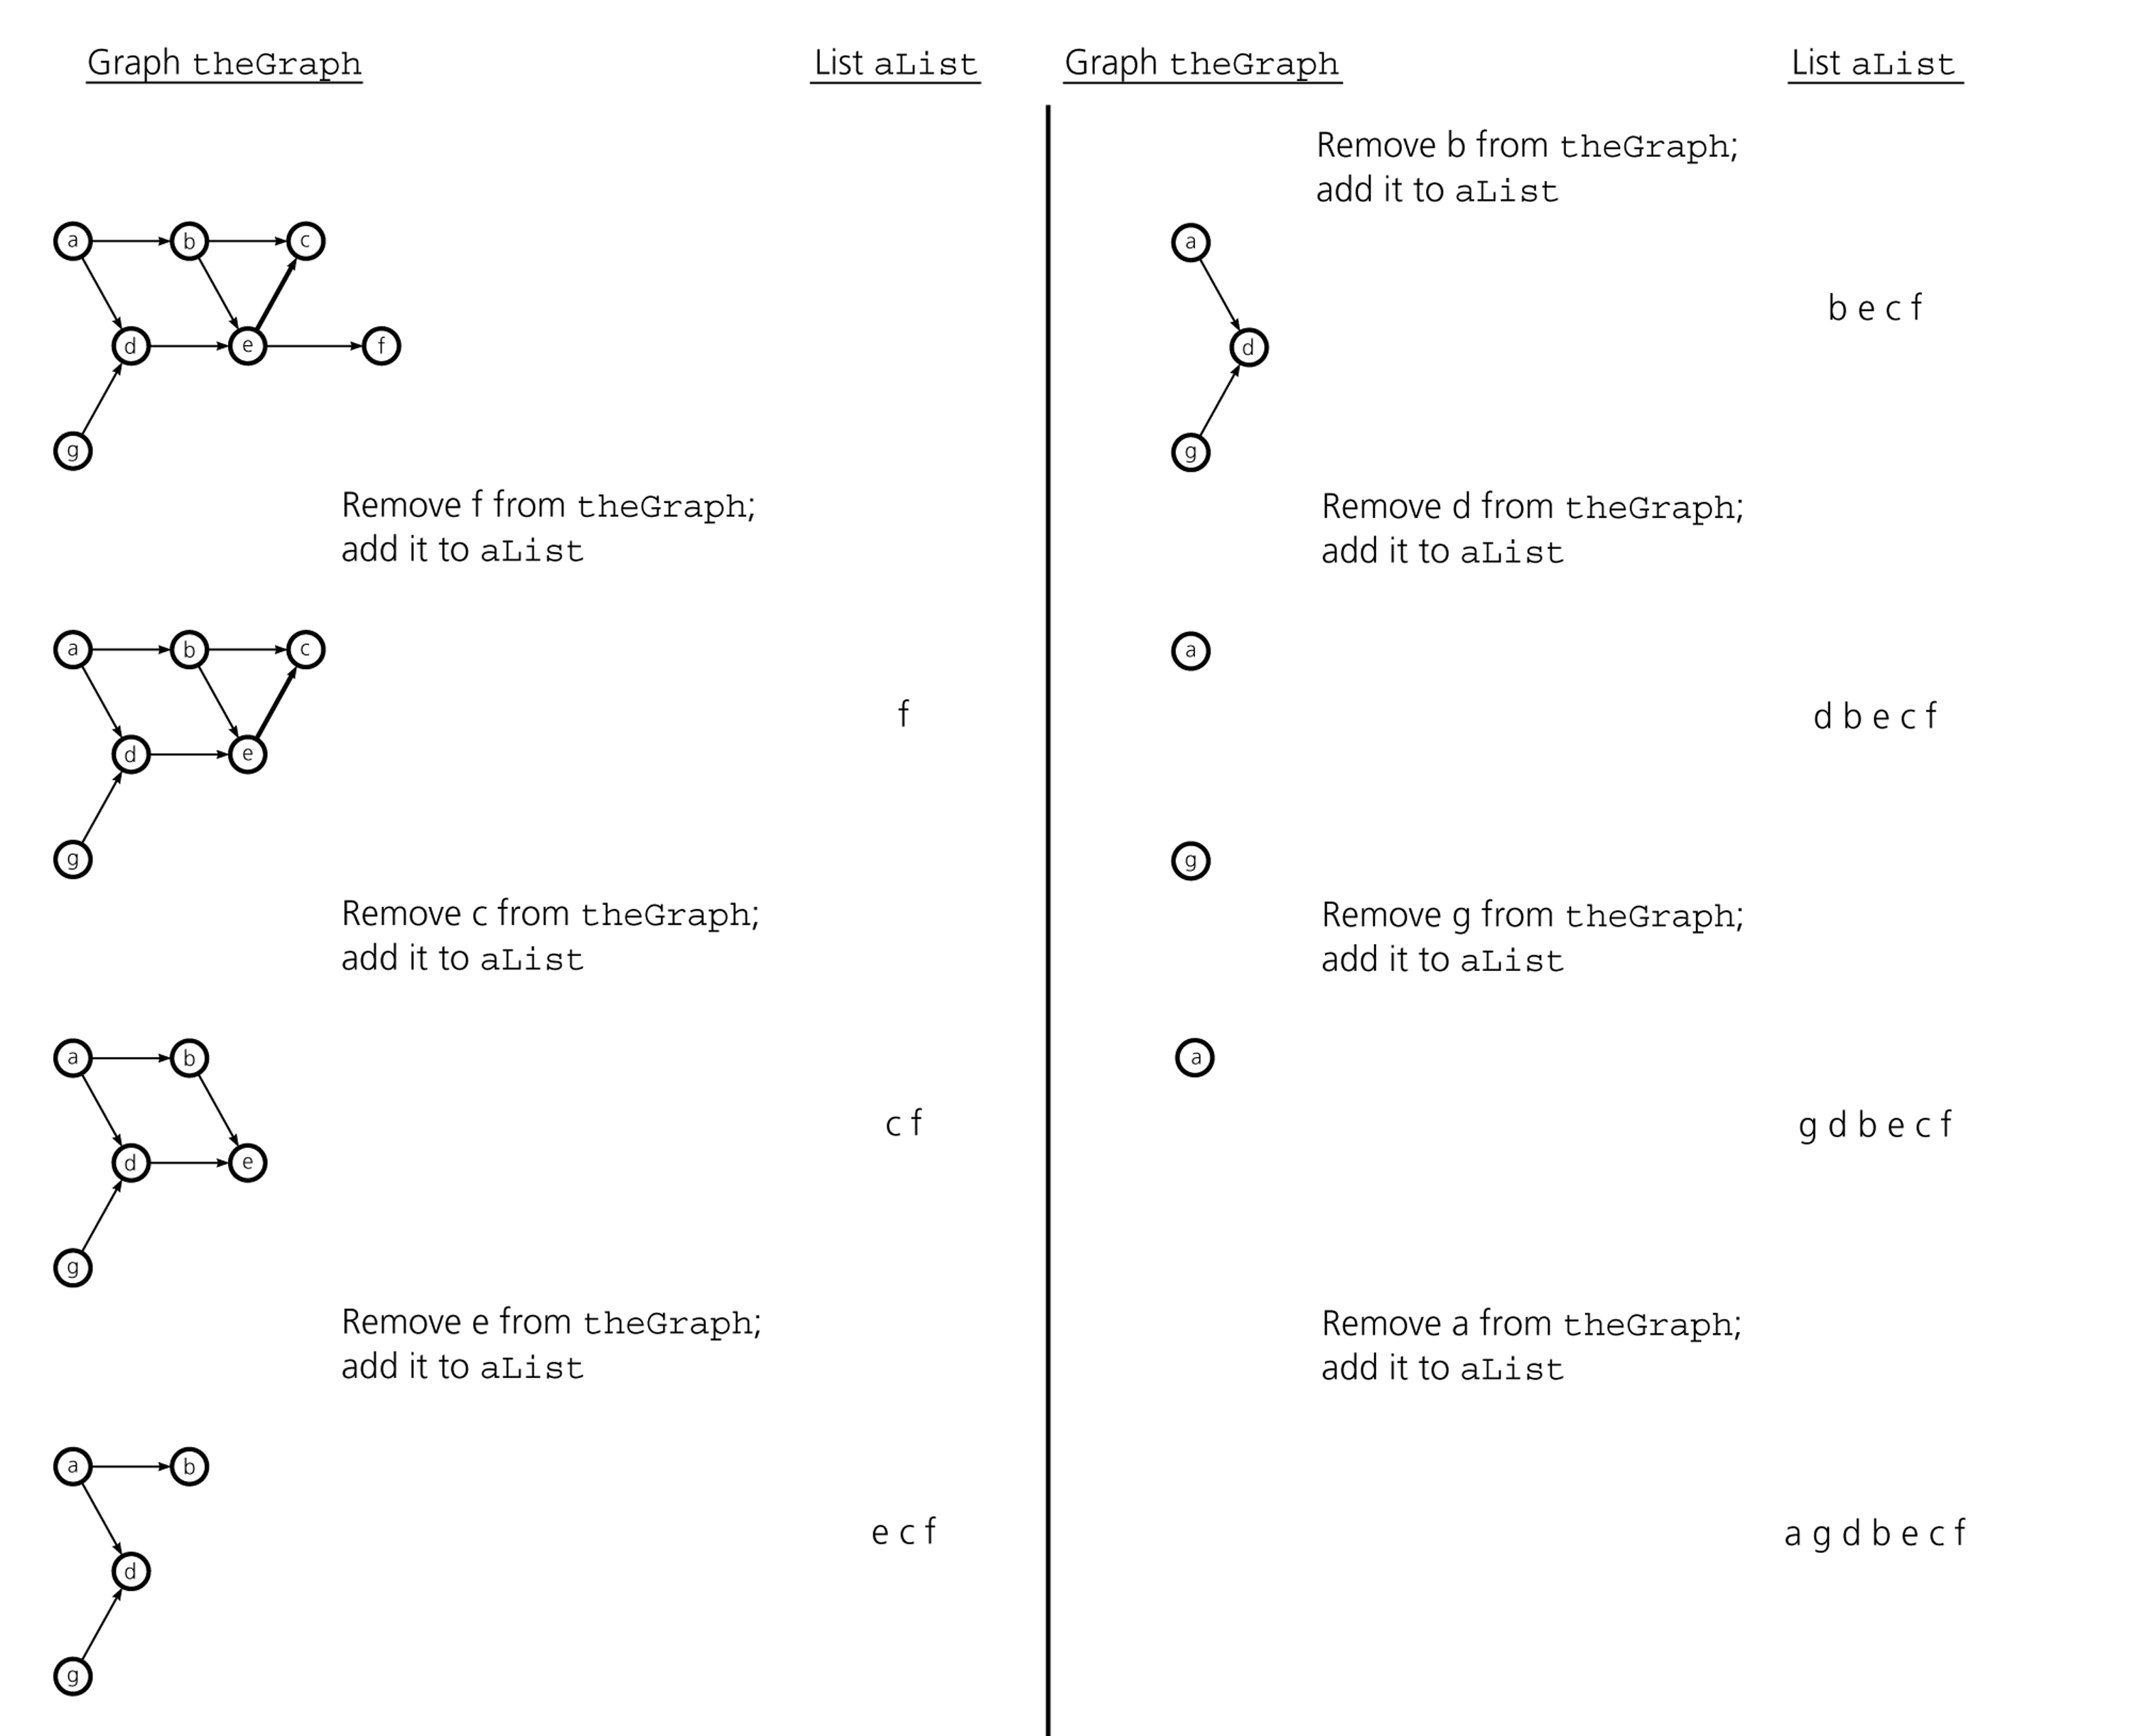 Graph theGraph
List aList
a b c
d e f
g
Remove f from theGraph;
add it to aList
a b c
d e
f
g
Remove c from theGraph;
add it to aList
a b
d e
c f
g
Remove e from theGraph;
add it to aList
a b
e c f
d
g
Graph theGraph
List aList
Remove b from theGraph;
add it to aList
a
b e c f
d
g
Remove d from theGraph;
add it to aList
a
d b e c f
g
Remove g from theGraph;
add it to aList
a
g d b e c f
Remove a from theGraph;
add it to aList
a g d b e c f